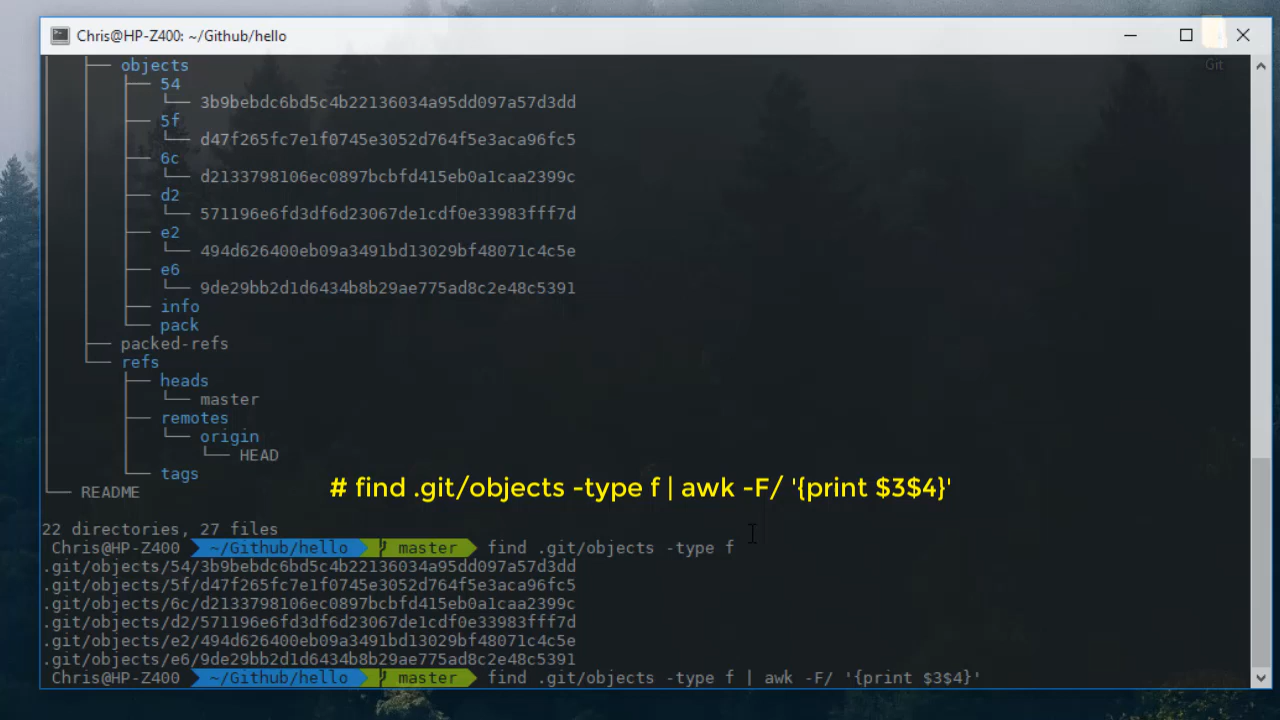 Chris@HP-Z400: ~/Github/hello
Git
objects
54
3b9bebdc6bd5c4b22136034a95dd097a57d3dd
5f
d47f265fc7e1f0745e3052d764f5e3aca96fc5
6c
d2133798106ec0897bcbfd415eb0a1caa2399c
d2
571196e6fd3df6d23067de1cdf0e33983fff7d
e2
494d626400eb09a3491bd13029bf48071c4c5e
e6
9de29bb2d1d6434b8b29ae775ad8c2e48c5391
info
pack
packed-refs
refs
heads
master
remotes
origin
HEAD
tags
# find .git/objects -type f | awk -F/ '{print $3$4}'
README
22 directories, 27 files
Chris@HP-Z400 ~/Github/hello master find .git/objects -type f
.git/objects/54/3b9bebdc6bd5c4b22136034a95dd097a57d3dd
.git/objects/5f/d47f265fc7e1f0745e3052d764f5e3aca96fc5
.git/objects/6c/d2133798106ec0897bcbfd415eb0a1caa2399c
.git/objects/d2/571196e6fd3df6d23067de1cdf0e33983fff7d
.git/objects/e2/494d626400eb09a3491bd13029bf48071c4c5e
.git/objects/e6/9de29bb2d1d6434b8b29ae775ad8c2e48c5391
Chris@HP-Z400 ~/Github/hello master find .git/objects -type f | awk -F/ '{print $3$4}'